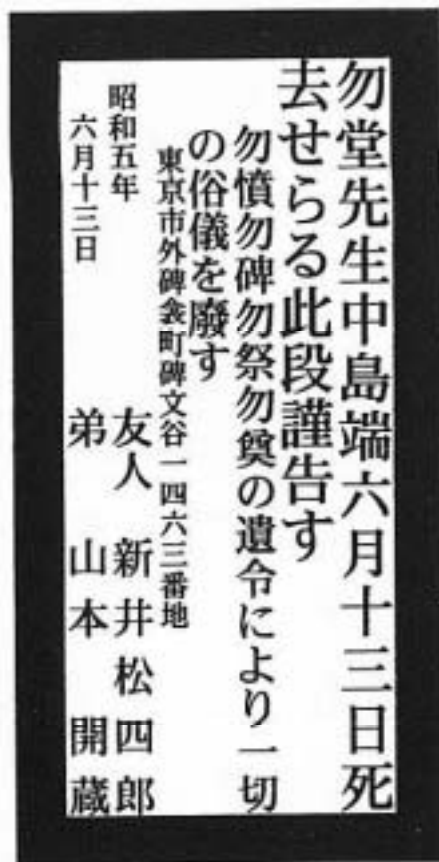 勿堂先生中島端六月十三日死
去せらる此段謹告す
勿憤勿碑勿祭勿奠の遺令により一切
の俗儀を廢す
東京市外碑衾町碑文谷一四六三番地
昭和五年
六月十三日
友人 新井松四郎
弟 山本開蔵